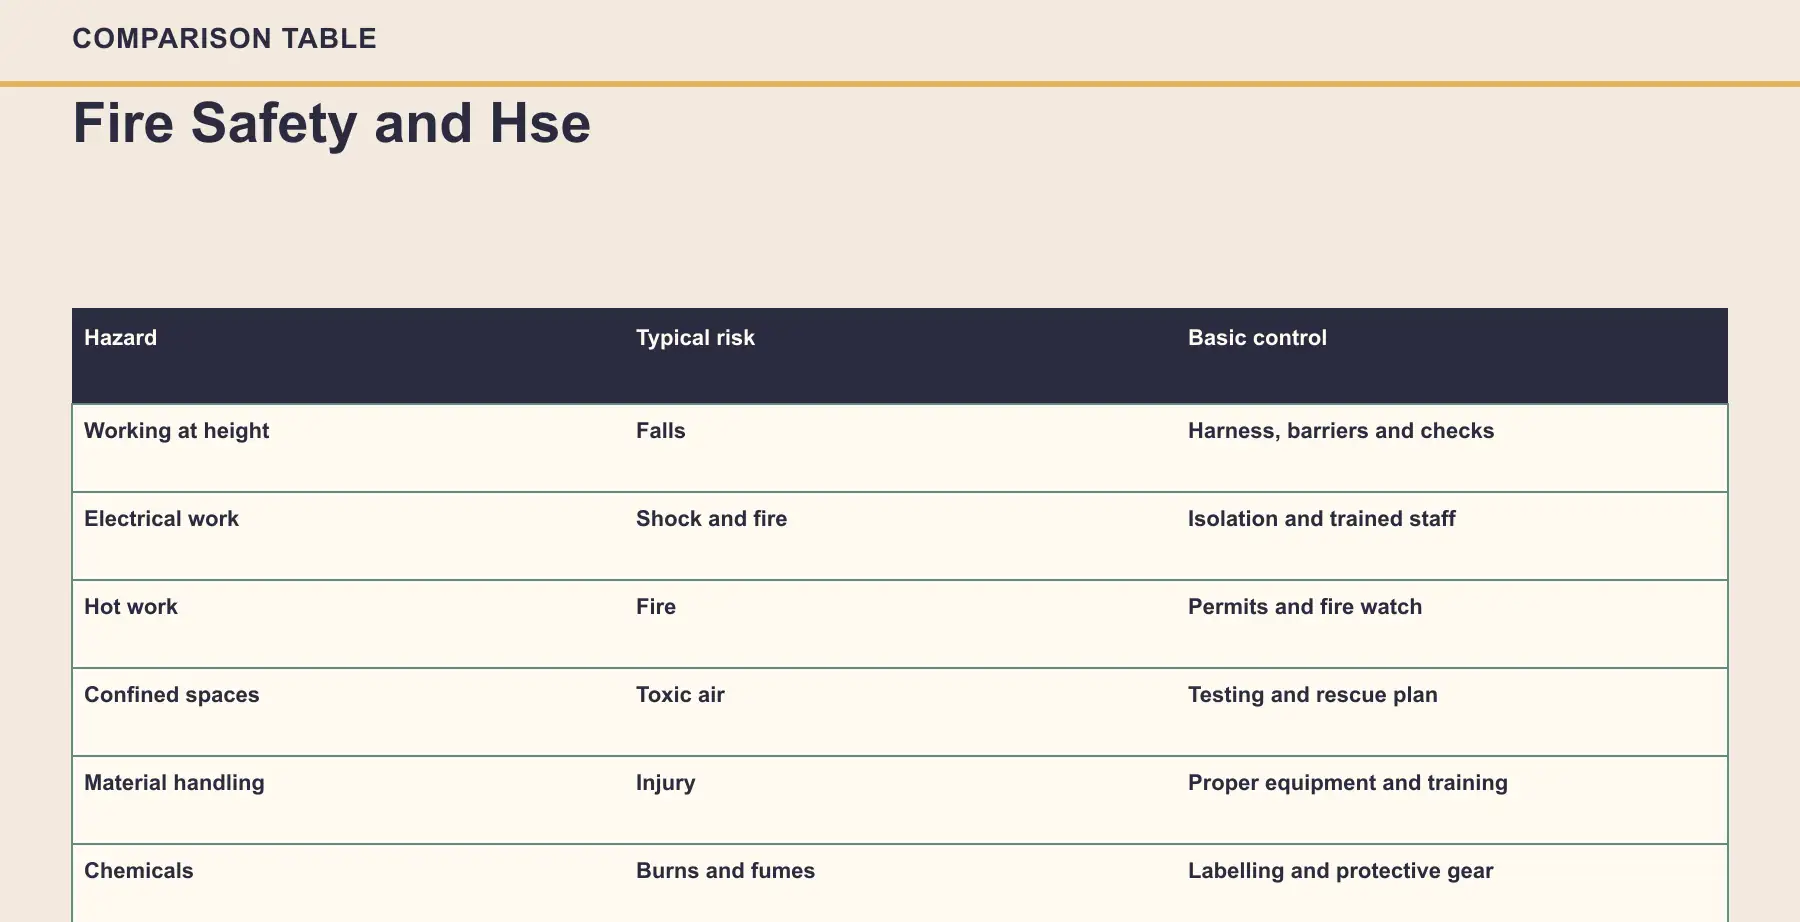 COMPARISON TABLE
Fire Safety and Hse
Hazard Typical risk Basic control
Working at height Falls Harness, barriers and checks
Electrical work Shock and fire Isolation and trained staff
Hot work Fire Permits and fire watch
Confined spaces Toxic air Testing and rescue plan
Material handling Injury Proper equipment and training
Chemicals Burns and fumes Labelling and protective gear